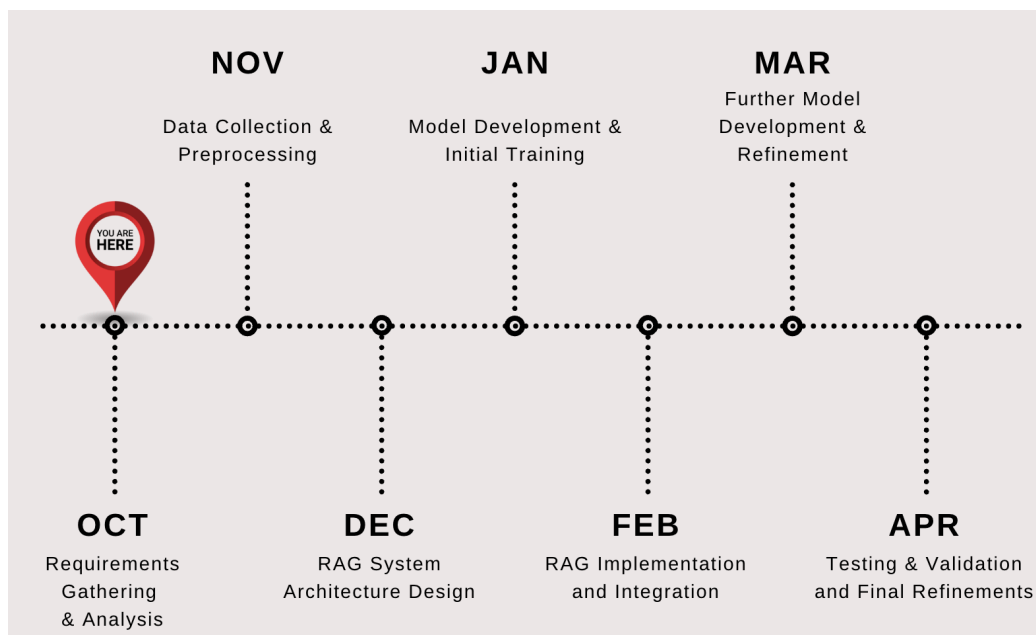 NOV
Data Collection &
Preprocessing
JAN
Model Development &
Initial Training
MAR
Further Model
Development &
Refinement
YOU ARE
HERE
OCT
Requirements
Gathering
& Analysis
DEC
RAG System
Architecture Design
FEB
RAG Implementation
and Integration
APR
Testing & Validation
and Final Refinements